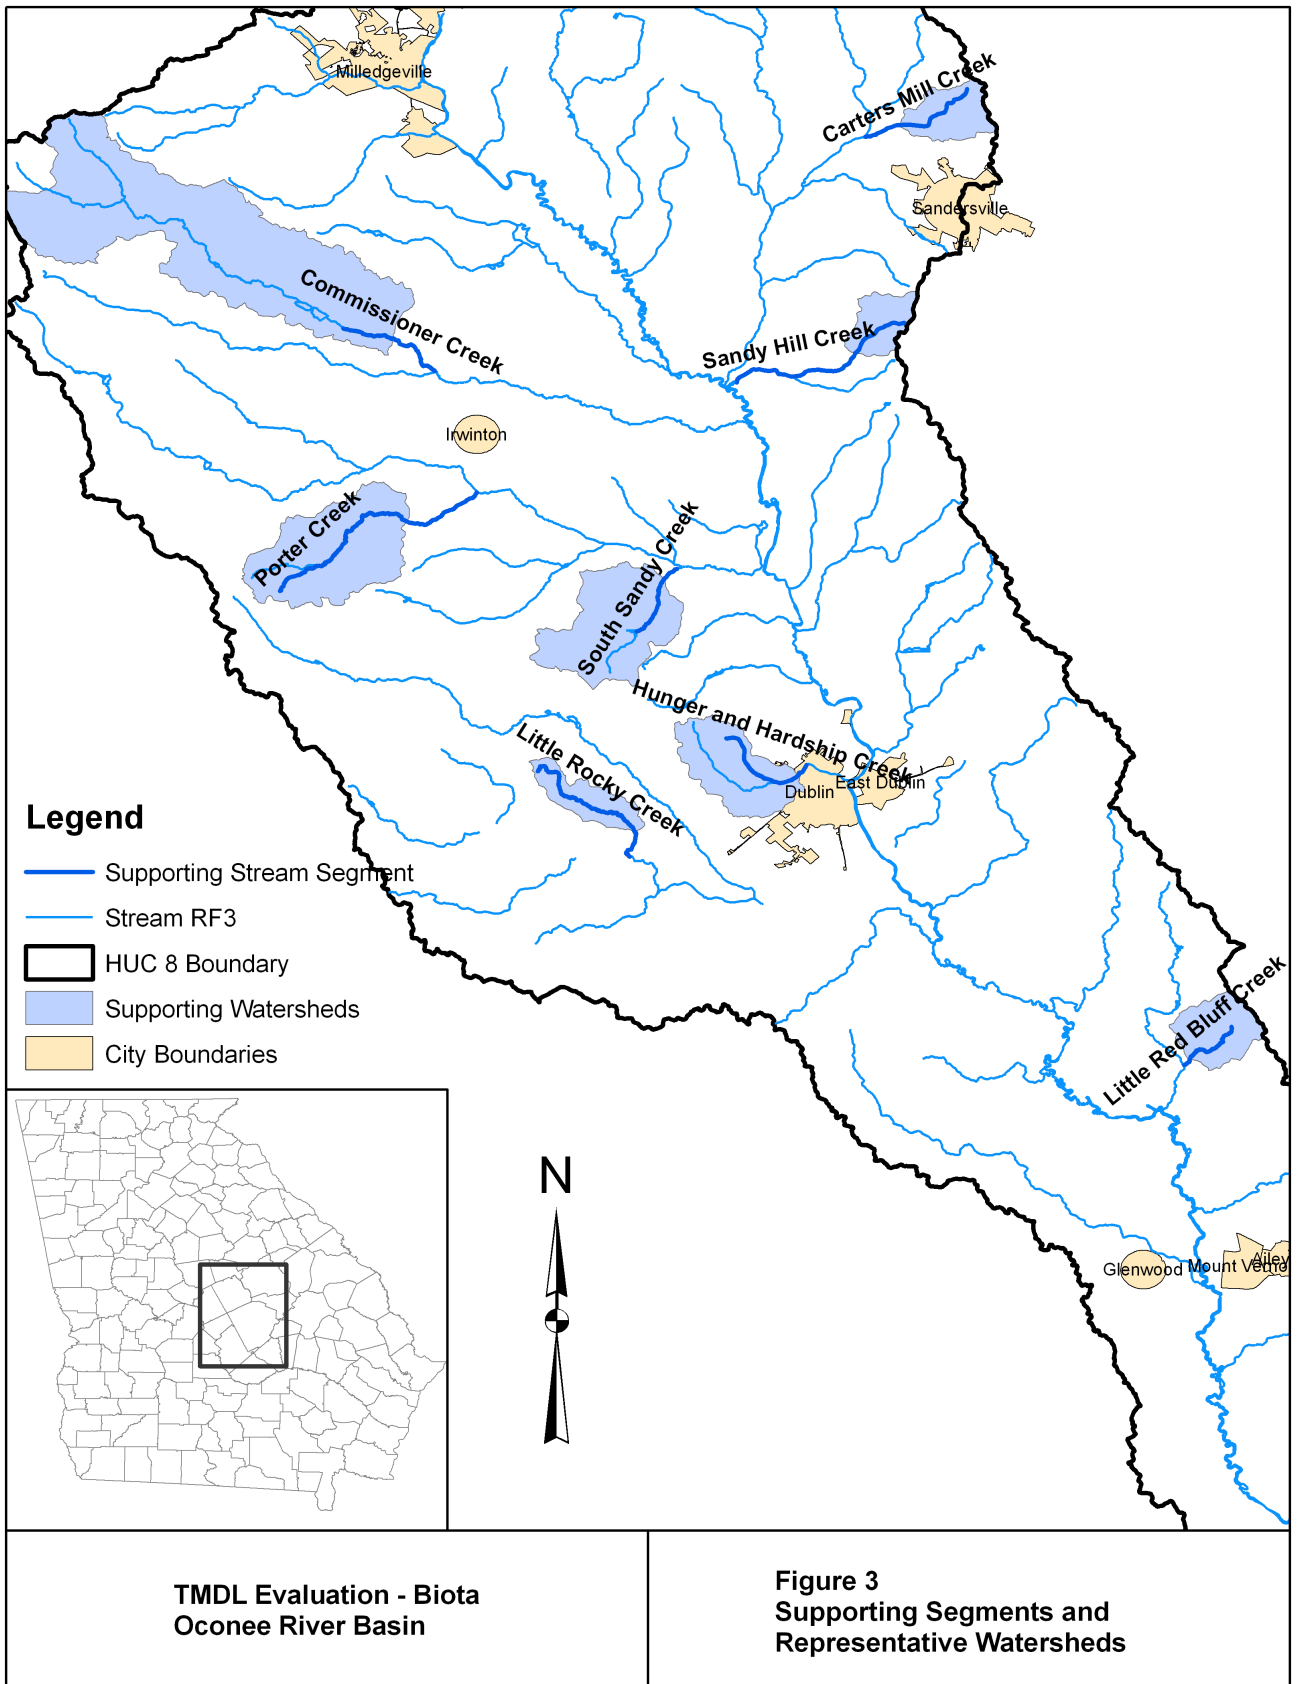 Milledgeville
Carters Mill Creek
Sandersville
Commissioner Creek
Sandy Hill Creek
Irwinton
Porter Creek
South Sandy Creek
Hunger and Hardship Creek
Little Rocky Creek
Dublin
East Dublin
Legend
Supporting Stream Segment
Stream RF3
HUC 8 Boundary
Supporting Watersheds
City Boundaries
Little Red Bluff Creek
N
Glenwood
Mount Verno
Ailey
TMDL Evaluation - Biota
Oconee River Basin
Figure 3
Supporting Segments and
Representative Watersheds